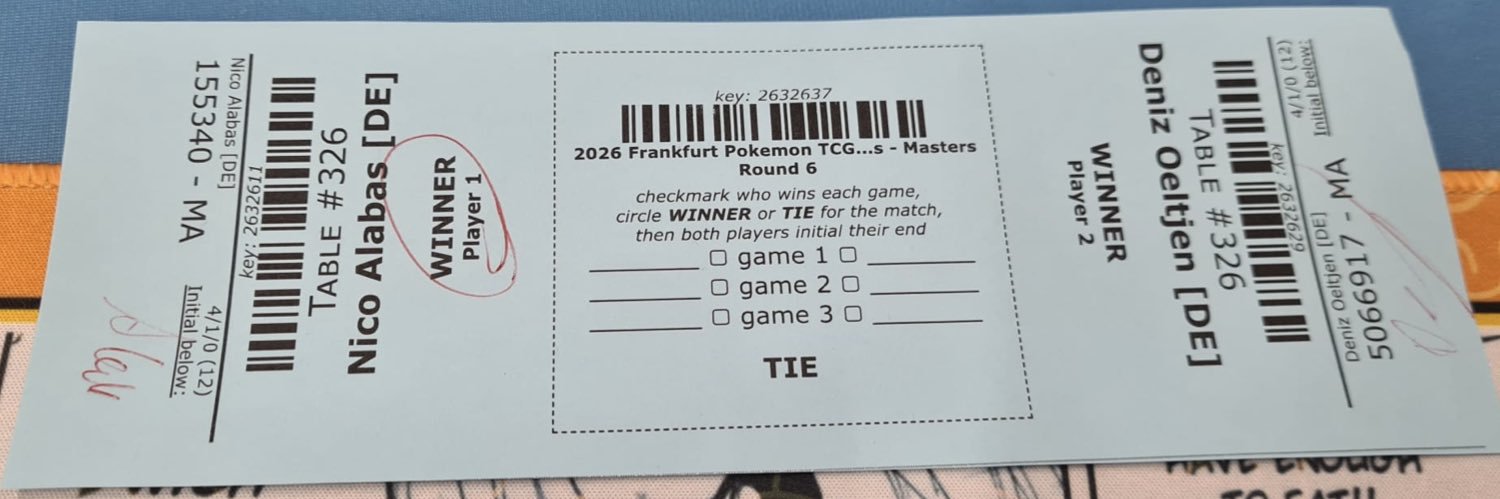 Nico Alabas [DE]
155340 - MA
4/1/0 (12)
Initial below:
key: 2632611
TABLE #326
Nico Alabas [DE]
WINNER
Player 1
key: 2632637
2026 Frankfurt Pokemon TCG...s - Masters
Round 6
checkmark who wins each game,
circle WINNER or TIE for the match,
then both players initial their end
game 1
game 2
game 3
TIE
WINNER
Player 2
Deniz Oeltjen [DE]
TABLE #326
key: 2632629
4/1/0 (12)
Initial below:
Deniz Oeltjen [DE]
5066917 - MA
HAVE ENOUGH
TO EAT!!